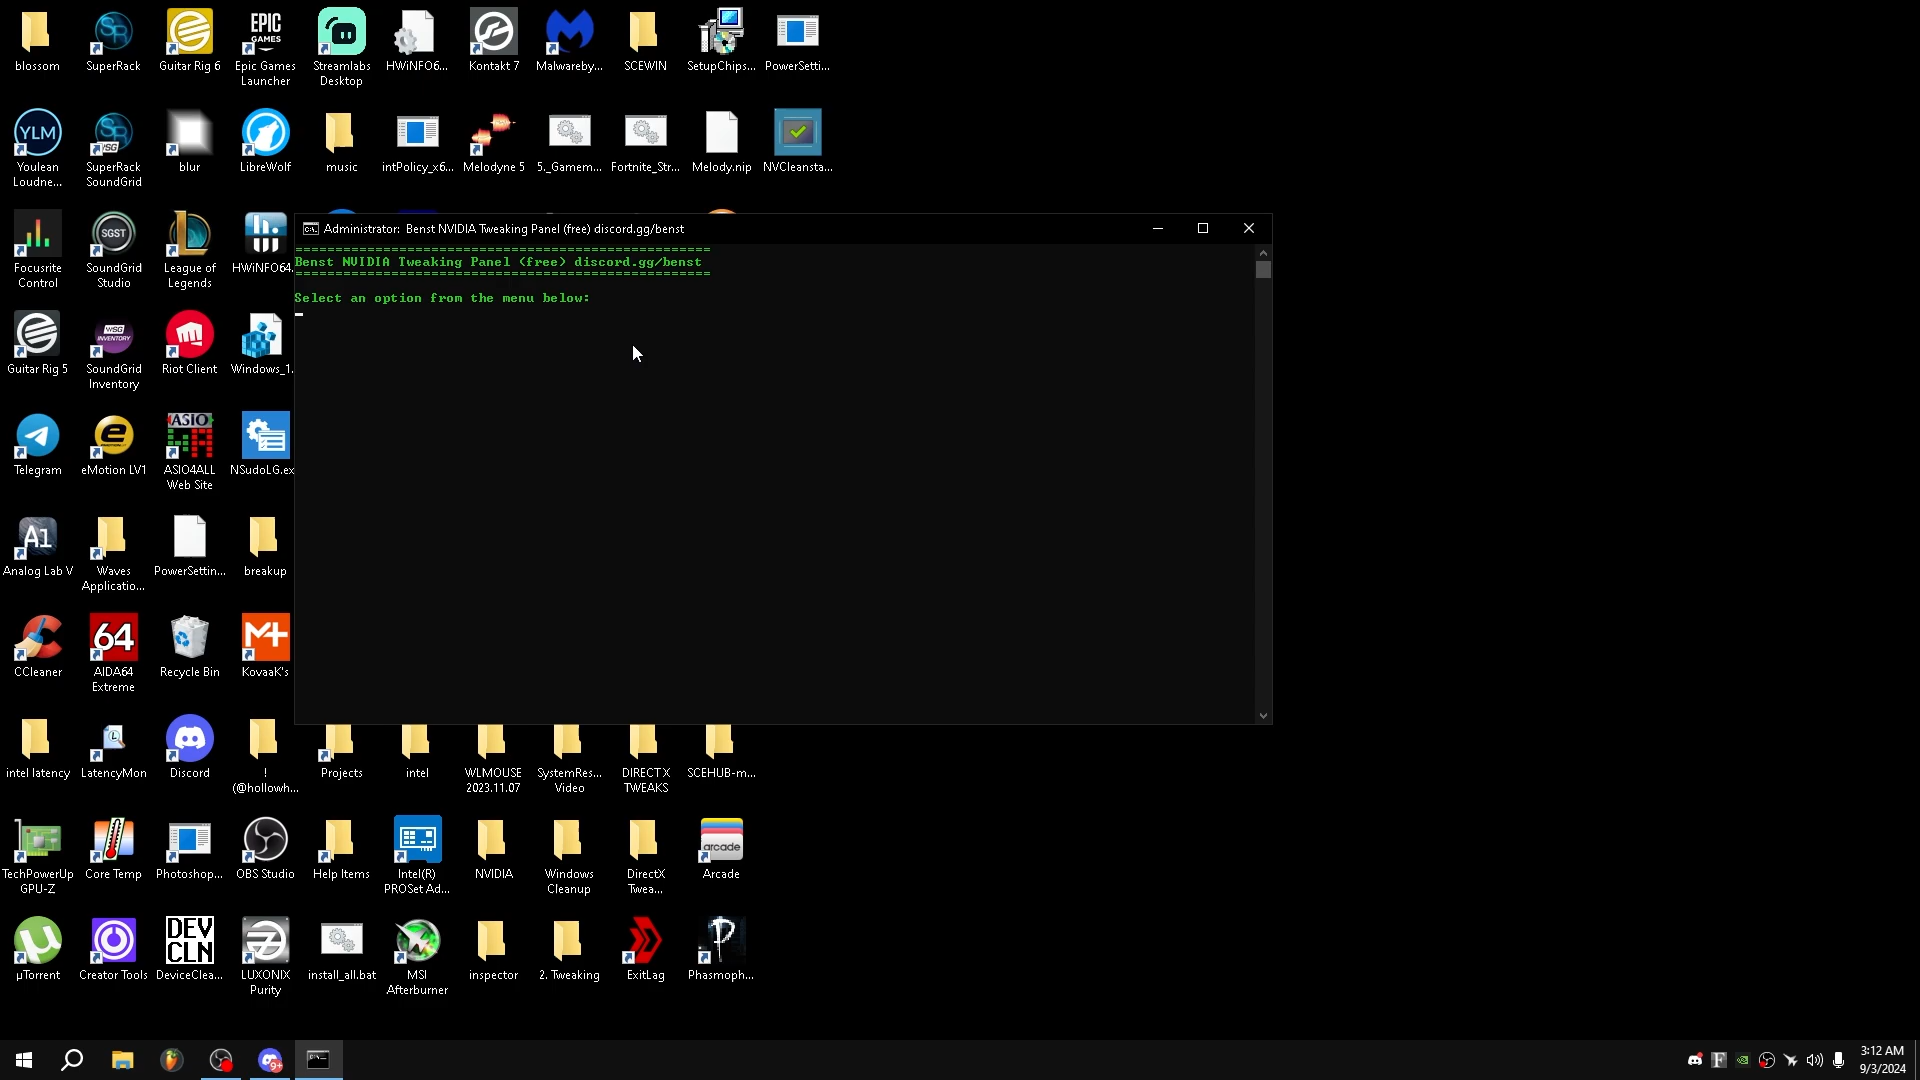 blossom
SuperRack
Guitar Rig 6
Epic Games
Launcher
Streamlabs
Desktop
HWiNFO6...
Kontakt 7
Malwareby...
SCEWIN
SetupChips...
PowerSetti...
EPIC
GAMES
YLM
Youlean
Loudne...
SuperRack
SoundGrid
blur
LibreWolf
music
intPolicy_x6...
Melodyne 5
5._Gamem...
Fortnite_Str...
Melody.nip
NVCleansta...
Administrator: Benst NVIDIA Tweaking Panel (free) discord.gg/benst
====================================================
Benst NVIDIA Tweaking Panel (free) discord.gg/benst
====================================================
Select an option from the menu below:
Focusrite
Control
SGST
SoundGrid
Studio
League of
Legends
HWiNFO64.
Guitar Rig 5
WSG
INVENTORY
SoundGrid
Inventory
Riot Client
Windows_1.
Telegram
eMotion LV1
ASIO
ASIO4ALL
Web Site
NSudoLG.ex
A1
Analog Lab V
Waves
Applicatio...
PowerSettin...
breakup
CCleaner
64
AIDA64
Extreme
Recycle Bin
KovaaK's
intel latency
LatencyMon
Discord
!
(@hollowh...
Projects
intel
WLMOUSE
2023.11.07
SystemRes...
Video
DIRECTX
TWEAKS
SCEHUB-m...
TechPowerUp
GPU-Z
Core Temp
Photoshop...
OBS Studio
Help Items
Intel(R)
PROSet Ad...
NVIDIA
Windows
Cleanup
DirectX
Twea...
arcade
Arcade
µTorrent
Creator Tools
DEV
CLN
DeviceClea...
LUXONIX
Purity
install_all.bat
MSI
Afterburner
inspector
2. Tweaking
ExitLag
Phasmoph...
9+
3:12 AM
9/3/2024